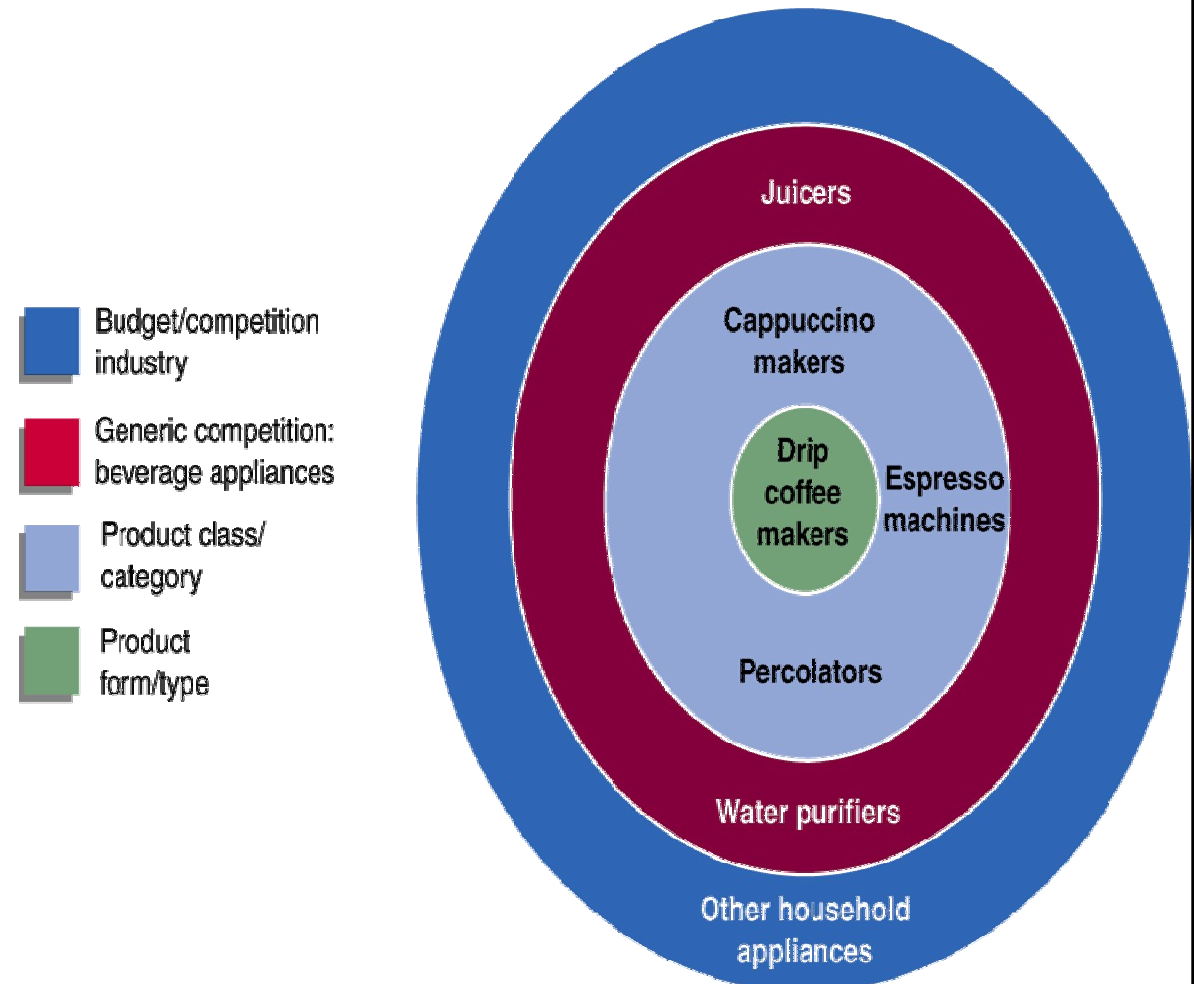 Budget/competition
industry
Generic competition:
beverage appliances
Product class/
category
Product
form/type
Juicers
Cappuccino
makers
Drip
coffee
makers
Espresso
machines
Percolators
Water purifiers
Other household
appliances